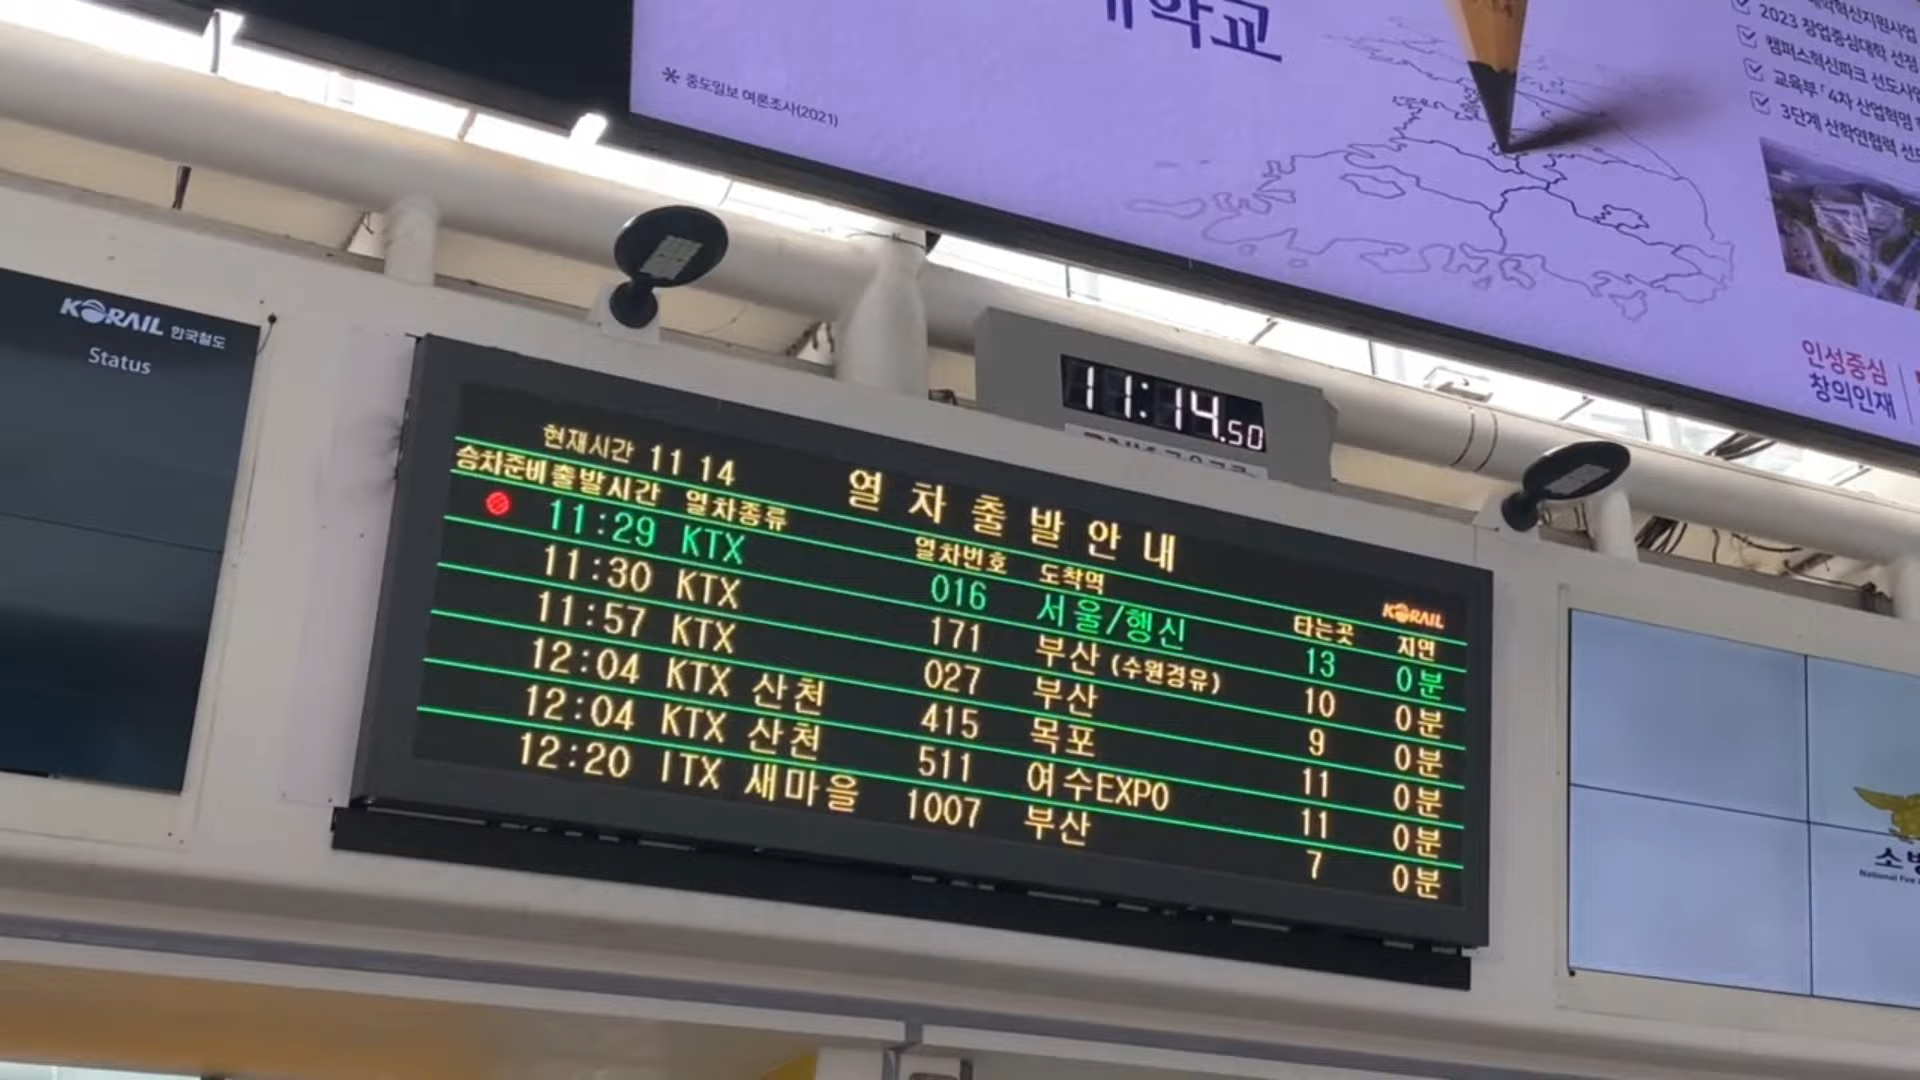 대학교
※ 중도일보 여론조사(2021)
2023 창업중심대학 선정
캠퍼스혁신파크 선도사업
교육부「4차 산업혁명
3단계 산학연협력 선도
인성중심
창의인재
KORAIL 한국철도
Status
11:14.50
현재시간 11 14
열차출발안내
KORAIL
승차준비 출발시간 열차종류 열차번호 도착역 타는곳 지연
11:29 KTX 016 서울/행신 13 0분
11:30 KTX 171 부산 (수원경유) 10 0분
11:57 KTX 027 부산 9 0분
12:04 KTX 산천 415 목포 11 0분
12:04 KTX 산천 511 여수EXPO 11 0분
12:20 ITX 새마을 1007 부산 7 0분
National Fire